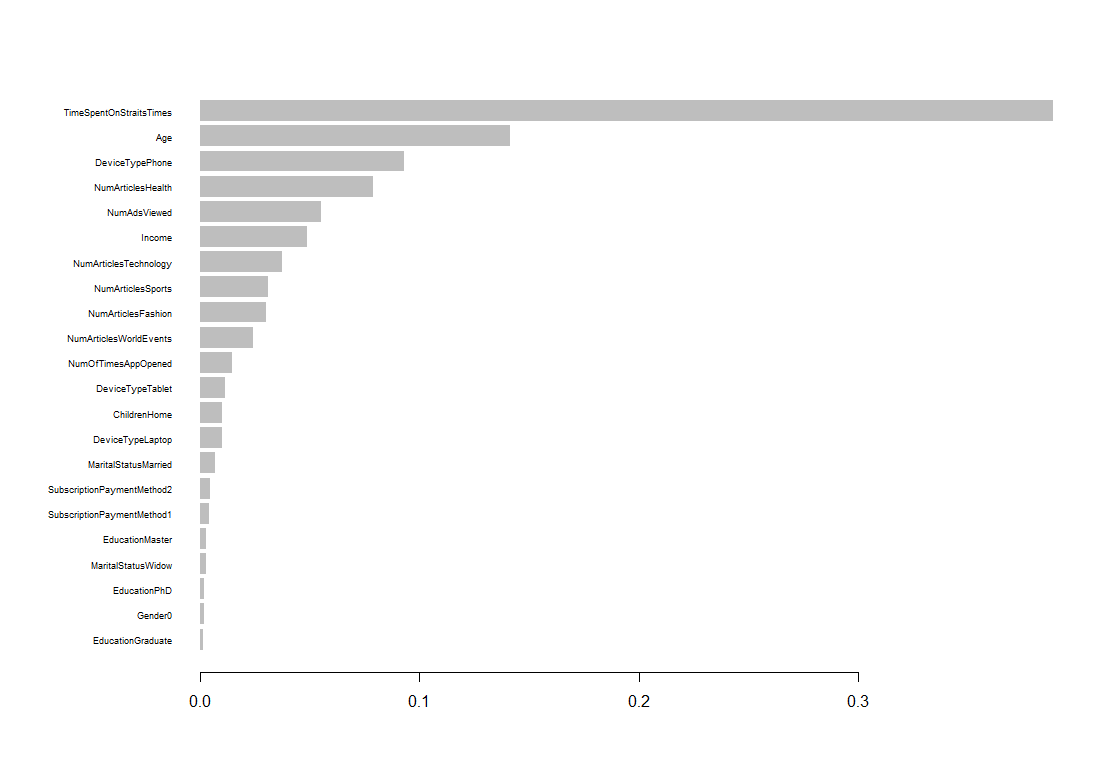 TimeSpentOnStraitsTimes
Age
DeviceTypePhone
NumArticlesHealth
NumAdsViewed
Income
NumArticlesTechnology
NumArticlesSports
NumArticlesFashion
NumArticlesWorldEvents
NumOfTimesAppOpened
DeviceTypeTablet
ChildrenHome
DeviceTypeLaptop
MaritalStatusMarried
SubscriptionPaymentMethod2
SubscriptionPaymentMethod1
EducationMaster
MaritalStatusWidow
EducationPhD
Gender0
EducationGraduate
0.0 0.1 0.2 0.3